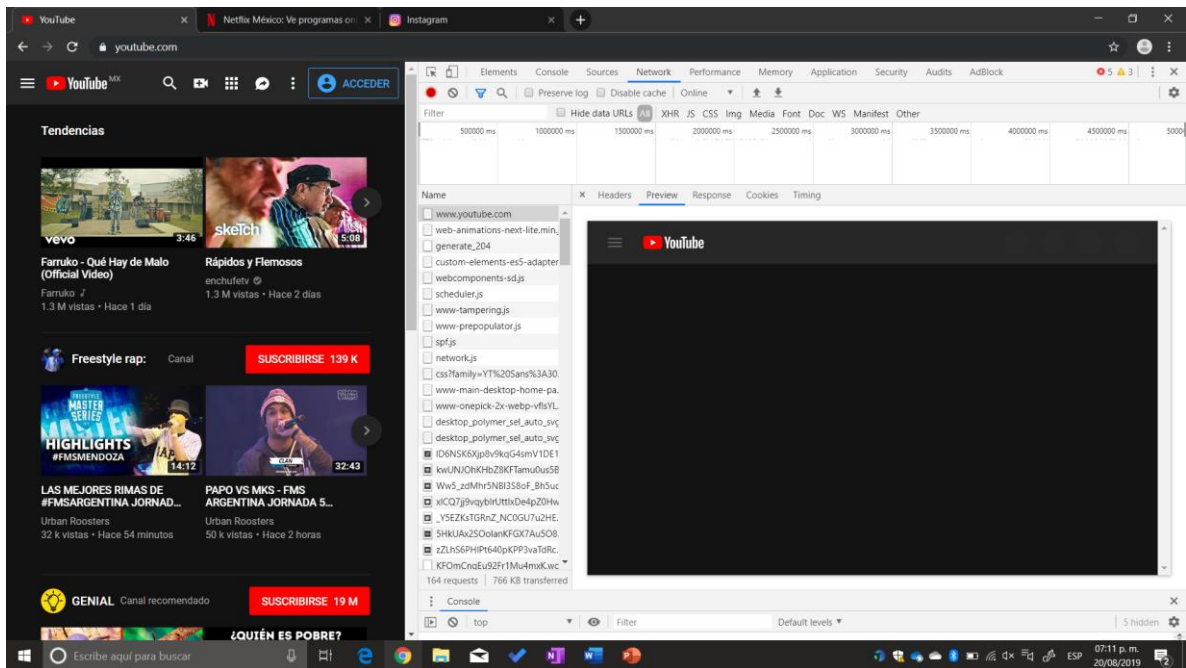 YouTube
Netflix México: Ve programas onl
Instagram
youtube.com
YouTube MX
ACCEDER
Tendencias
vevo
3:46
skeTch
5:08
Farruko - Qué Hay de Malo
(Official Video)
Farruko
1.3 M vistas • Hace 1 día
Rápidos y Flemosos
enchufetv
1.3 M vistas • Hace 2 días
Freestyle rap:
Canal
SUSCRIBIRSE 139 K
FREESTYLE
MASTER
SERIES
HIGHLIGHTS
#FMSMENDOZA
14:12
CLAN
32:43
LAS MEJORES RIMAS DE
#FMSARGENTINA JORNAD...
Urban Roosters
32 k vistas • Hace 54 minutos
PAPO VS MKS - FMS
ARGENTINA JORNADA 5...
Urban Roosters
50 k vistas • Hace 2 horas
GENIAL Canal recomendado
SUSCRIBIRSE 19 M
¿QUIÉN ES POBRE?
Elements Console Sources Network Performance Memory Application Security Audits AdBlock
5 3
Preserve log Disable cache Online
Filter
Hide data URLs All XHR JS CSS Img Media Font Doc WS Manifest Other
500000 ms 1000000 ms 1500000 ms 2000000 ms 2500000 ms 3000000 ms 3500000 ms 4000000 ms 4500000 ms 5000
Name
Headers Preview Response Cookies Timing
www.youtube.com
web-animations-next-lite.min.
generate_204
custom-elements-es5-adapter
webcomponents-sd.js
scheduler.js
www-tampering.js
www-prepopulator.js
spf.js
network.js
css?family=YT%20Sans%3A30.
www-main-desktop-home-pa.
www-onepick-2x-webp-vflsYL.
desktop_polymer_sel_auto_svg
desktop_polymer_sel_auto_svg
YouTube
164 requests 766 KB transferred
Console
top
Filter
Default levels
5 hidden
Escribe aquí para buscar
ESP
07:11 p. m.
20/08/2019
2